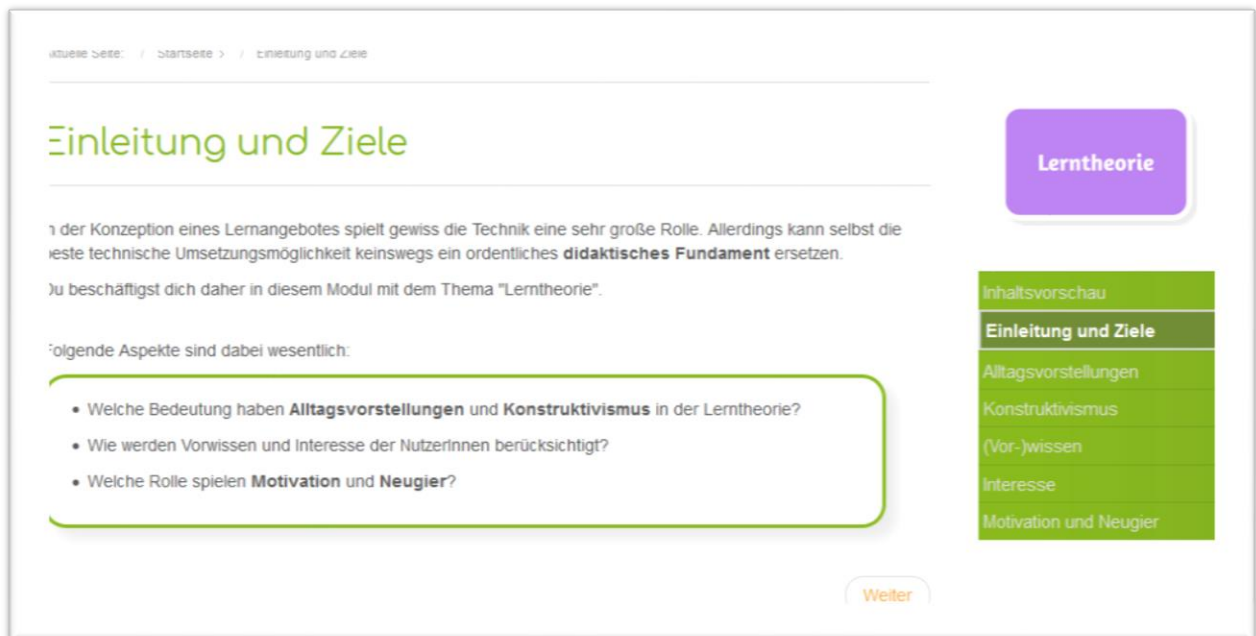 Aktuelle Seite: / Startseite > / Einleitung und Ziele
Einleitung und Ziele
Lerntheorie
n der Konzeption eines Lernangebotes spielt gewiss die Technik eine sehr große Rolle. Allerdings kann selbst die
beste technische Umsetzungsmöglichkeit keinswegs ein ordentliches didaktisches Fundament ersetzen.
Du beschäftigst dich daher in diesem Modul mit dem Thema "Lerntheorie".
Folgende Aspekte sind dabei wesentlich:
• Welche Bedeutung haben Alltagsvorstellungen und Konstruktivismus in der Lerntheorie?
• Wie werden Vorwissen und Interesse der NutzerInnen berücksichtigt?
• Welche Rolle spielen Motivation und Neugier?
Weiter
Inhaltsvorschau
Einleitung und Ziele
Alltagsvorstellungen
Konstruktivismus
(Vor-)wissen
Interesse
Motivation und Neugier